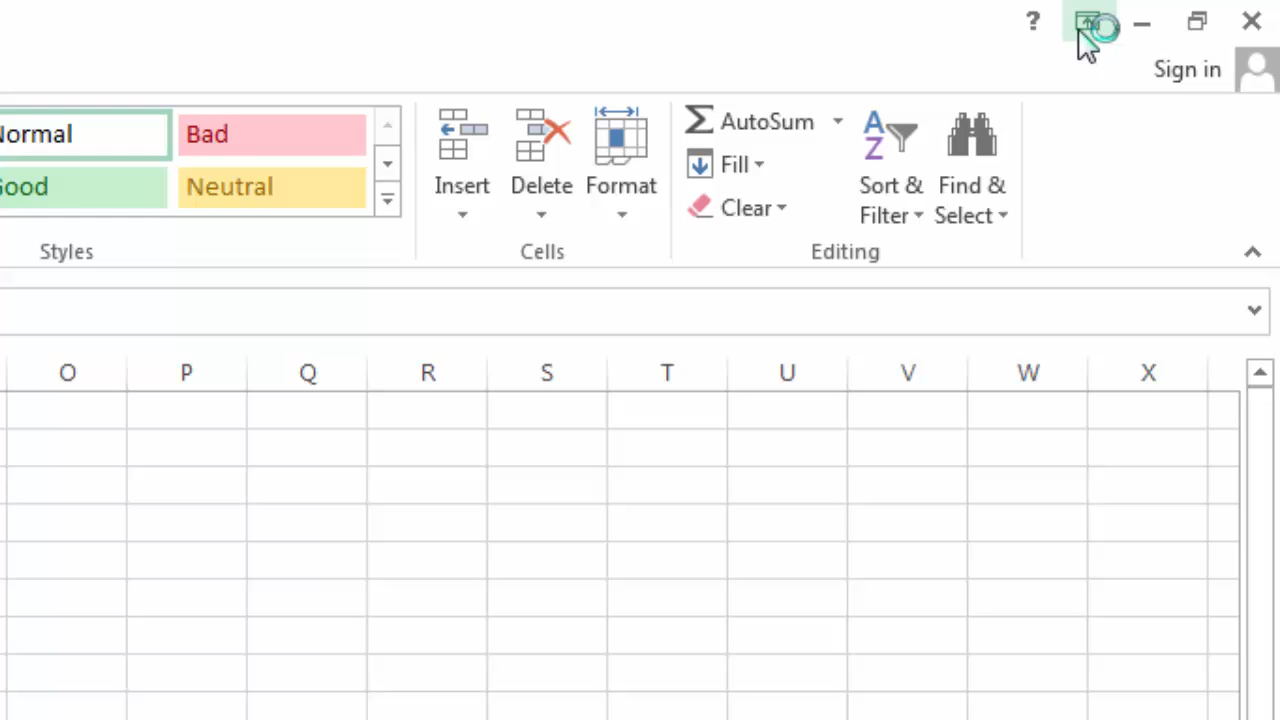 ?
Sign in
Normal Bad
Good Neutral
Insert Delete Format
AutoSum
Fill
Clear
Sort & Filter
Find & Select
Styles Cells Editing
O P Q R S T U V W X